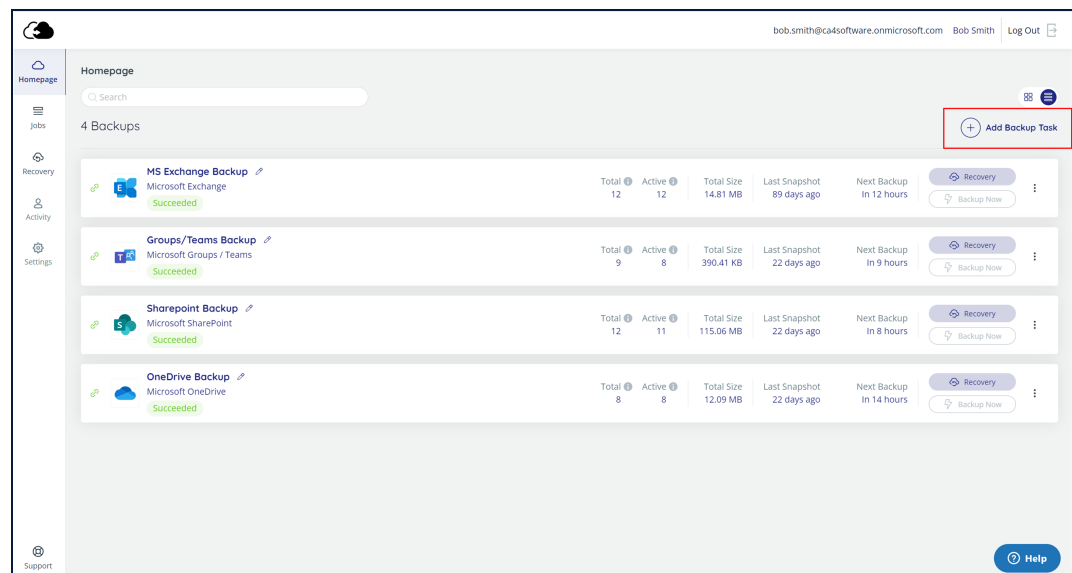 bob.smith@ca4software.onmicrosoft.com Bob Smith Log Out
Homepage
Jobs
Recovery
Activity
Settings
Support
Homepage
Search
4 Backups
Add Backup Task
MS Exchange Backup
Microsoft Exchange
Succeeded
Total Active Total Size Last Snapshot Next Backup
12 12 14.81 MB 89 days ago In 12 hours
Recovery
Backup Now
Groups/Teams Backup
Microsoft Groups / Teams
Succeeded
Total Active Total Size Last Snapshot Next Backup
9 8 390.41 KB 22 days ago In 9 hours
Recovery
Backup Now
Sharepoint Backup
Microsoft SharePoint
Succeeded
Total Active Total Size Last Snapshot Next Backup
12 11 115.06 MB 22 days ago In 8 hours
Recovery
Backup Now
OneDrive Backup
Microsoft OneDrive
Succeeded
Total Active Total Size Last Snapshot Next Backup
8 8 12.09 MB 22 days ago In 14 hours
Recovery
Backup Now
Help